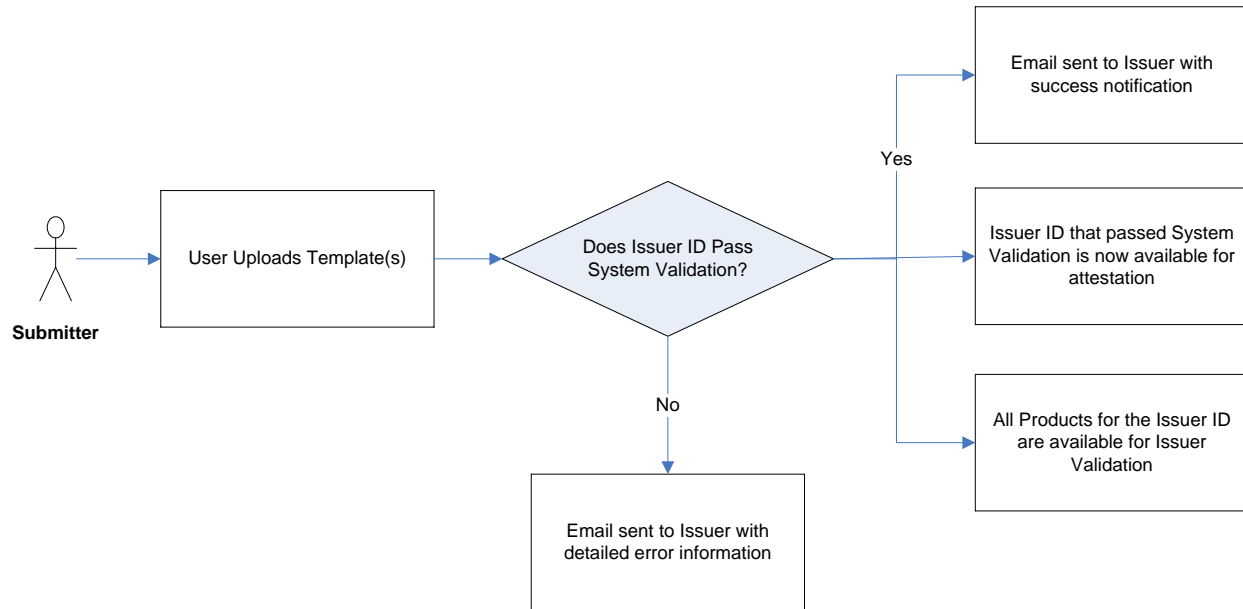 Submitter
User Uploads Template(s)
Does Issuer ID Pass
System Validation?
Yes
Email sent to Issuer with
success notification
Issuer ID that passed System
Validation is now available for
attestation
All Products for the Issuer ID
are available for Issuer
Validation
No
Email sent to Issuer with
detailed error information